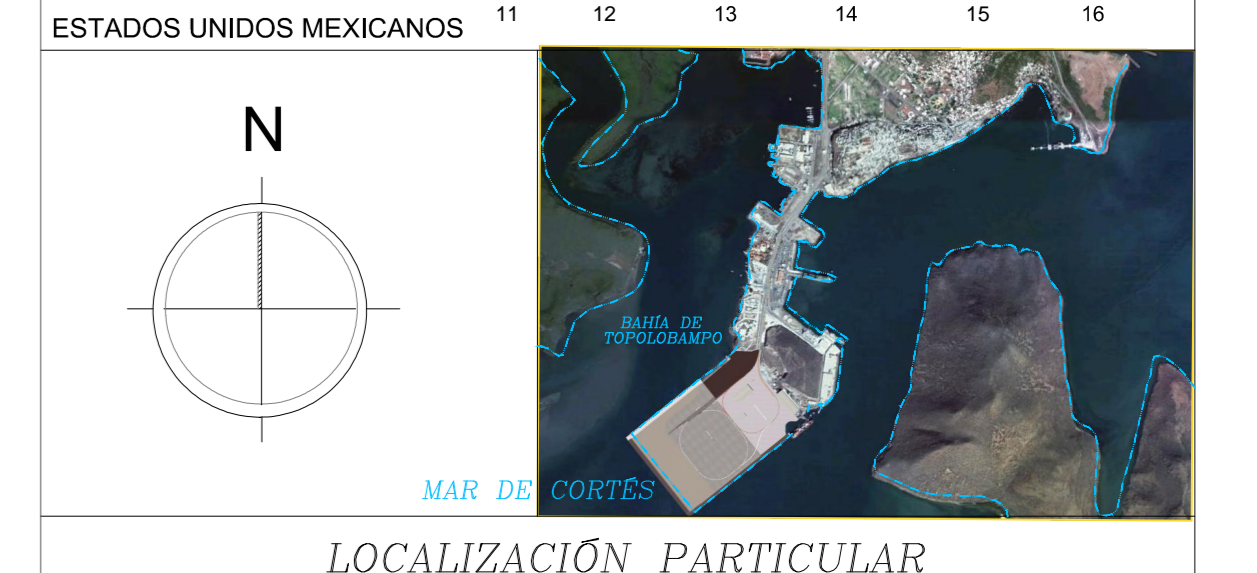 11 12 13 14 15 16
ESTADOS UNIDOS MEXICANOS
N
BAHÍA DE
TOPOLOBAMPO
MAR DE CORTÉS
LOCALIZACIÓN PARTICULAR